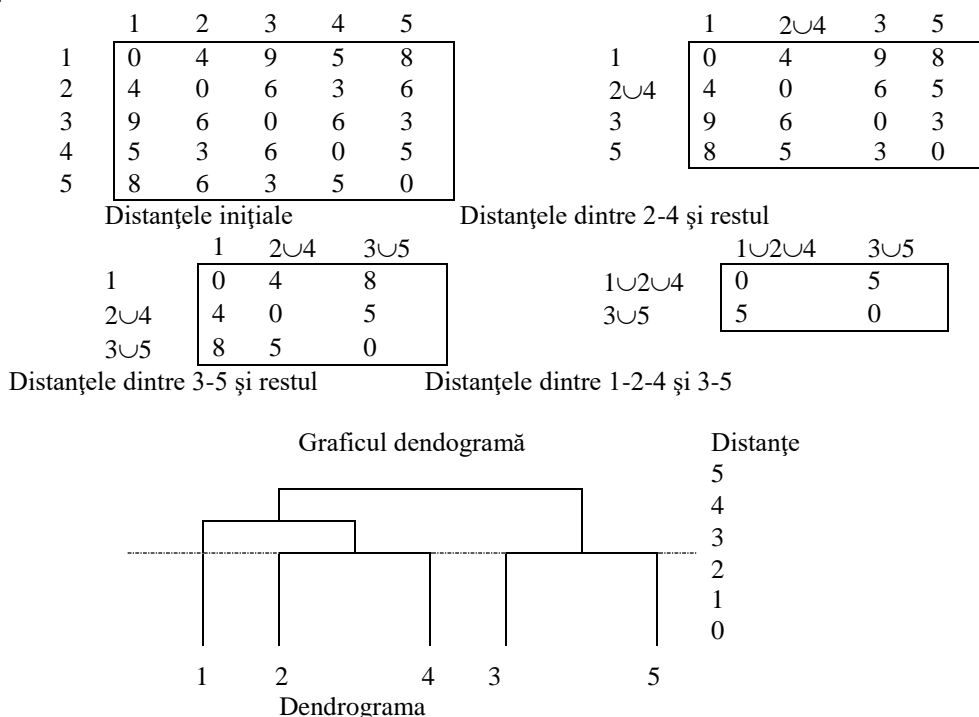 1 2 3 4 5
1 0 4 9 5 8
2 4 0 6 3 6
3 9 6 0 6 3
4 5 3 6 0 5
5 8 6 3 5 0
Distanţele iniţiale
1 2∪4 3 5
1 0 4 9 8
2∪4 4 0 6 5
3 9 6 0 3
5 8 5 3 0
Distanţele dintre 2-4 şi restul
1 2∪4 3∪5
1 0 4 8
2∪4 4 0 5
3∪5 8 5 0
Distanţele dintre 3-5 şi restul
1∪2∪4 3∪5
1∪2∪4 0 5
3∪5 5 0
Distanţele dintre 1-2-4 şi 3-5
Graficul dendogramă
Distanţe
5
4
3
2
1
0
1 2 4 3 5
Dendrograma